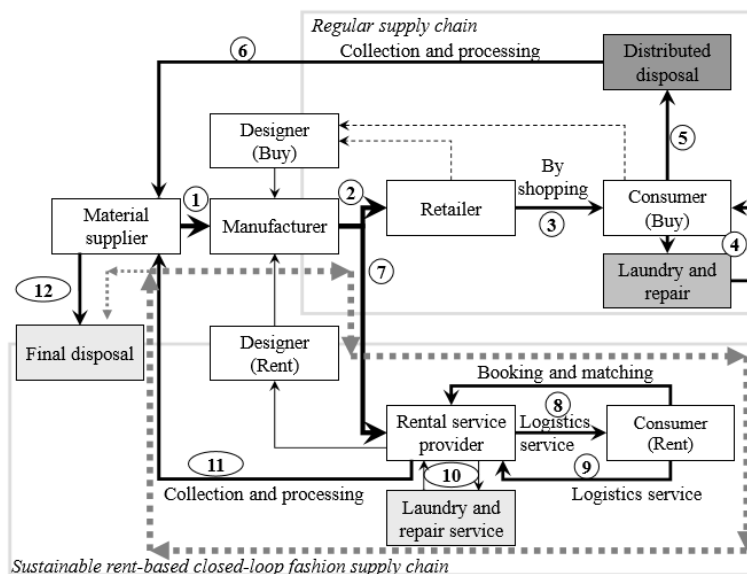 Regular supply chain
6
Collection and processing
Distributed
disposal
Designer
(Buy)
5
By
shopping
1
2
Material
supplier
Manufacturer
Retailer
3
Consumer
(Buy)
4
7
Laundry and
repair
12
Final disposal
Designer
(Rent)
Booking and matching
8
Rental service
provider
Logistics
service
Consumer
(Rent)
11
10
9
Collection and processing
Logistics service
Laundry and
repair service
Sustainable rent-based closed-loop fashion supply chain